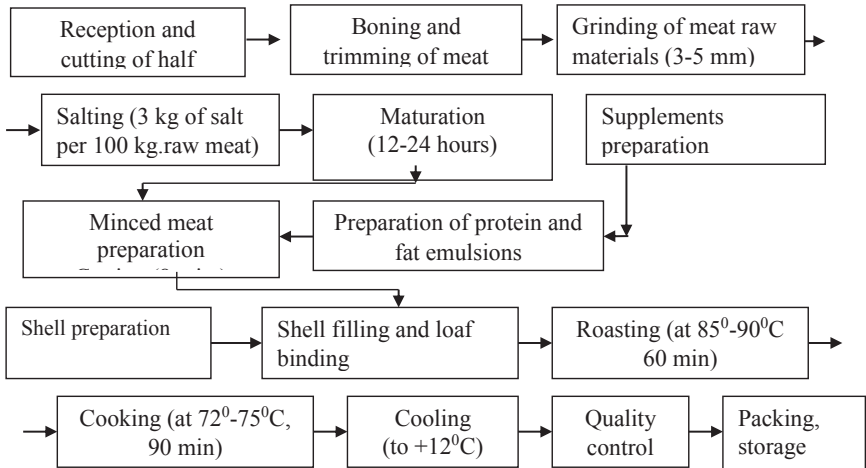 Reception and
cutting of half
Boning and
trimming of meat
Grinding of meat raw
materials (3-5 mm)
Salting (3 kg of salt
per 100 kg.raw meat)
Maturation
(12-24 hours)
Supplements
preparation
Minced meat
preparation
Preparation of protein and
fat emulsions
Shell preparation
Shell filling and loaf
binding
Roasting (at 85⁰-90⁰C
60 min)
Cooking (at 72⁰-75⁰C,
90 min)
Cooling
(to +12⁰C)
Quality
control
Packing,
storage